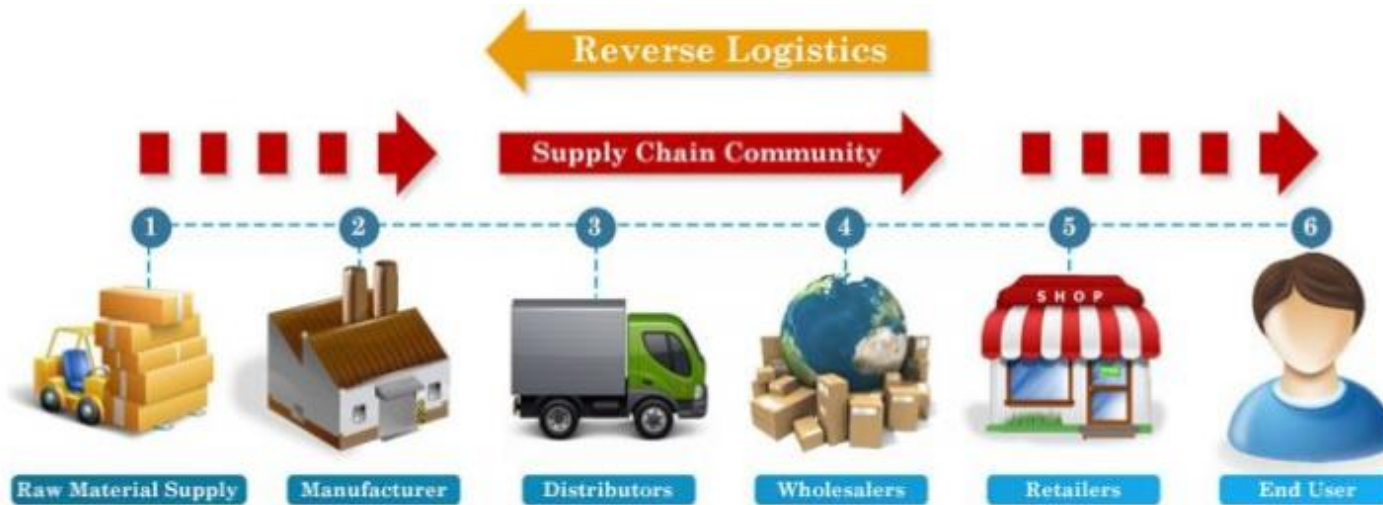 Reverse Logistics
Supply Chain Community
1 2 3 4 5 6
SHOP
Raw Material Supply Manufacturer Distributors Wholesalers Retailers End User